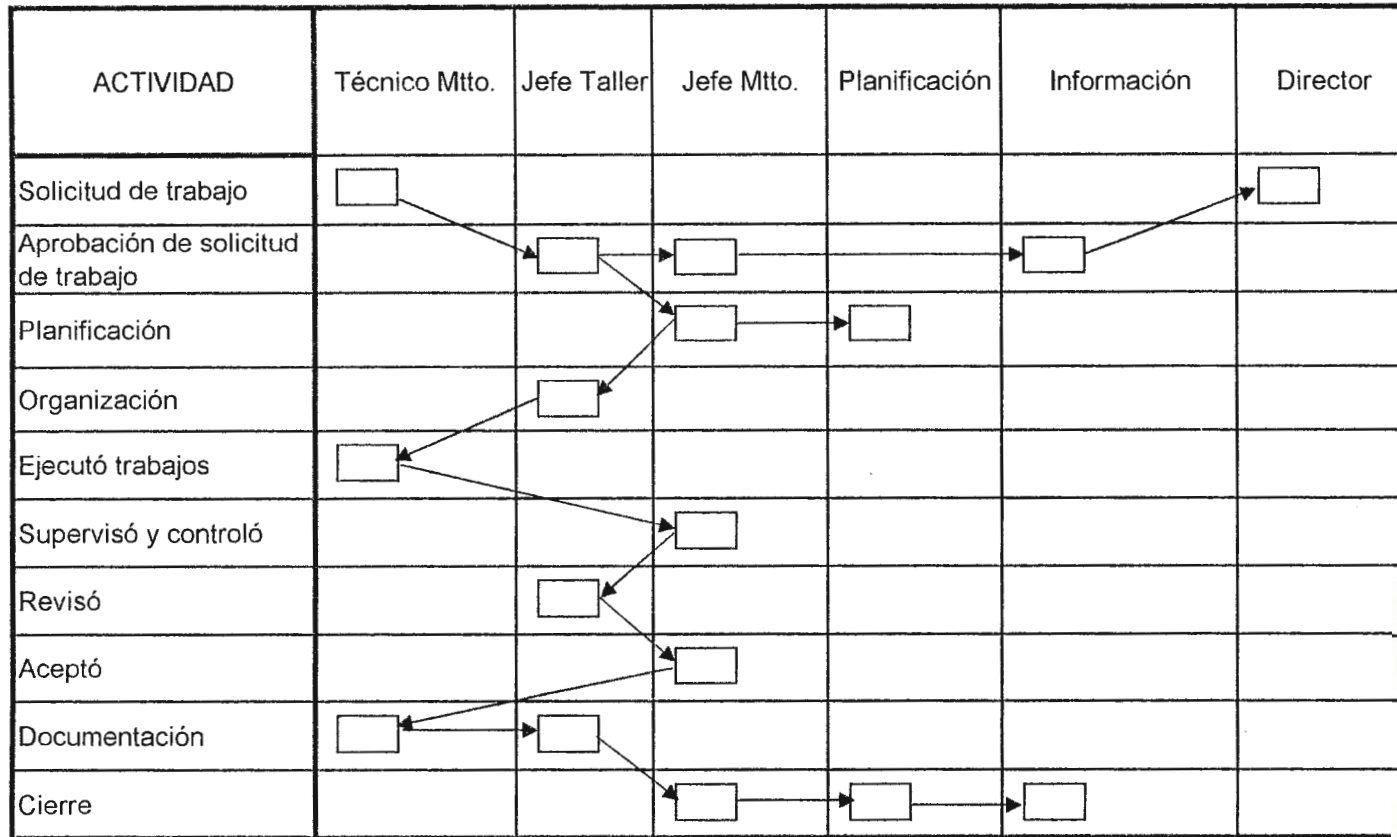 ACTIVIDAD Técnico Mtto. Jefe Taller Jefe Mtto. Planificación Información Director
Solicitud de trabajo
Aprobación de solicitud
de trabajo
Planificación
Organización
Ejecutó trabajos
Supervisó y controló
Revisó
Aceptó
Documentación
Cierre